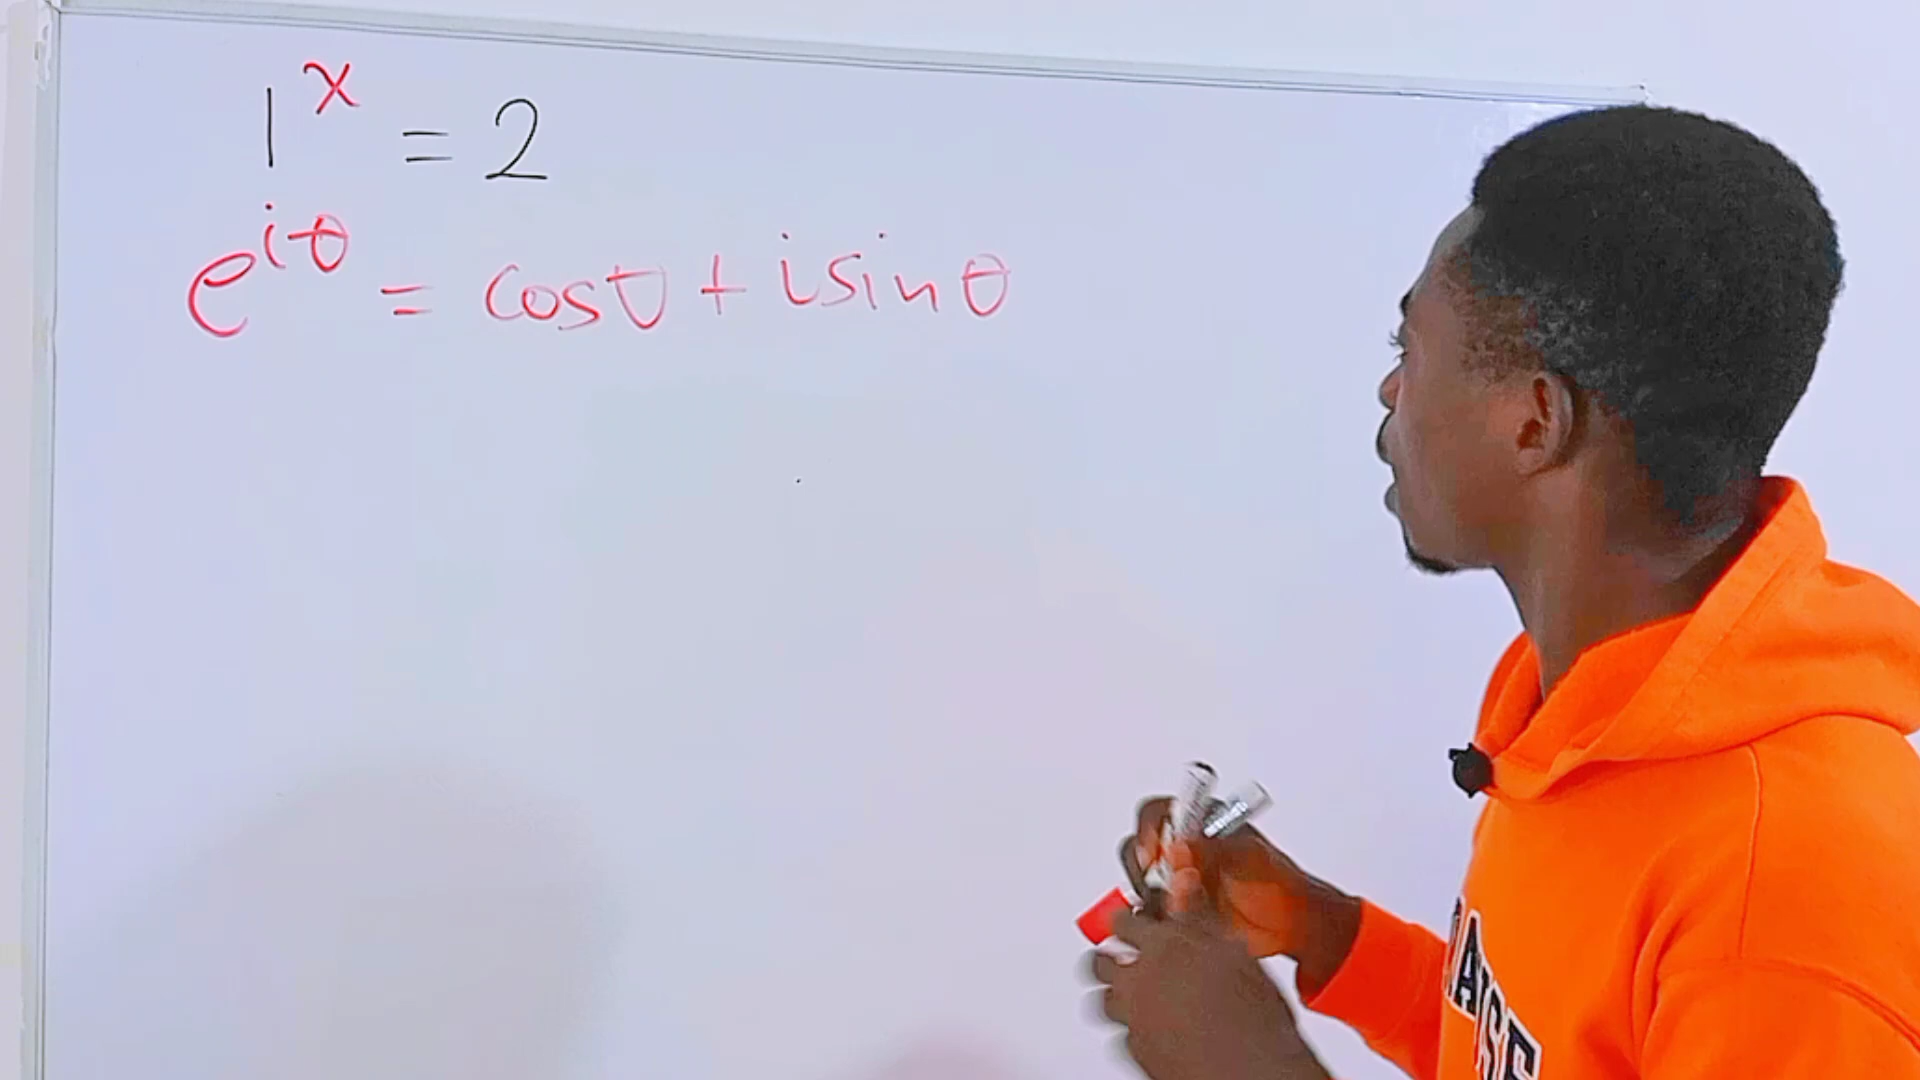 1^x = 2
e^{iθ} = cosθ + isinθ